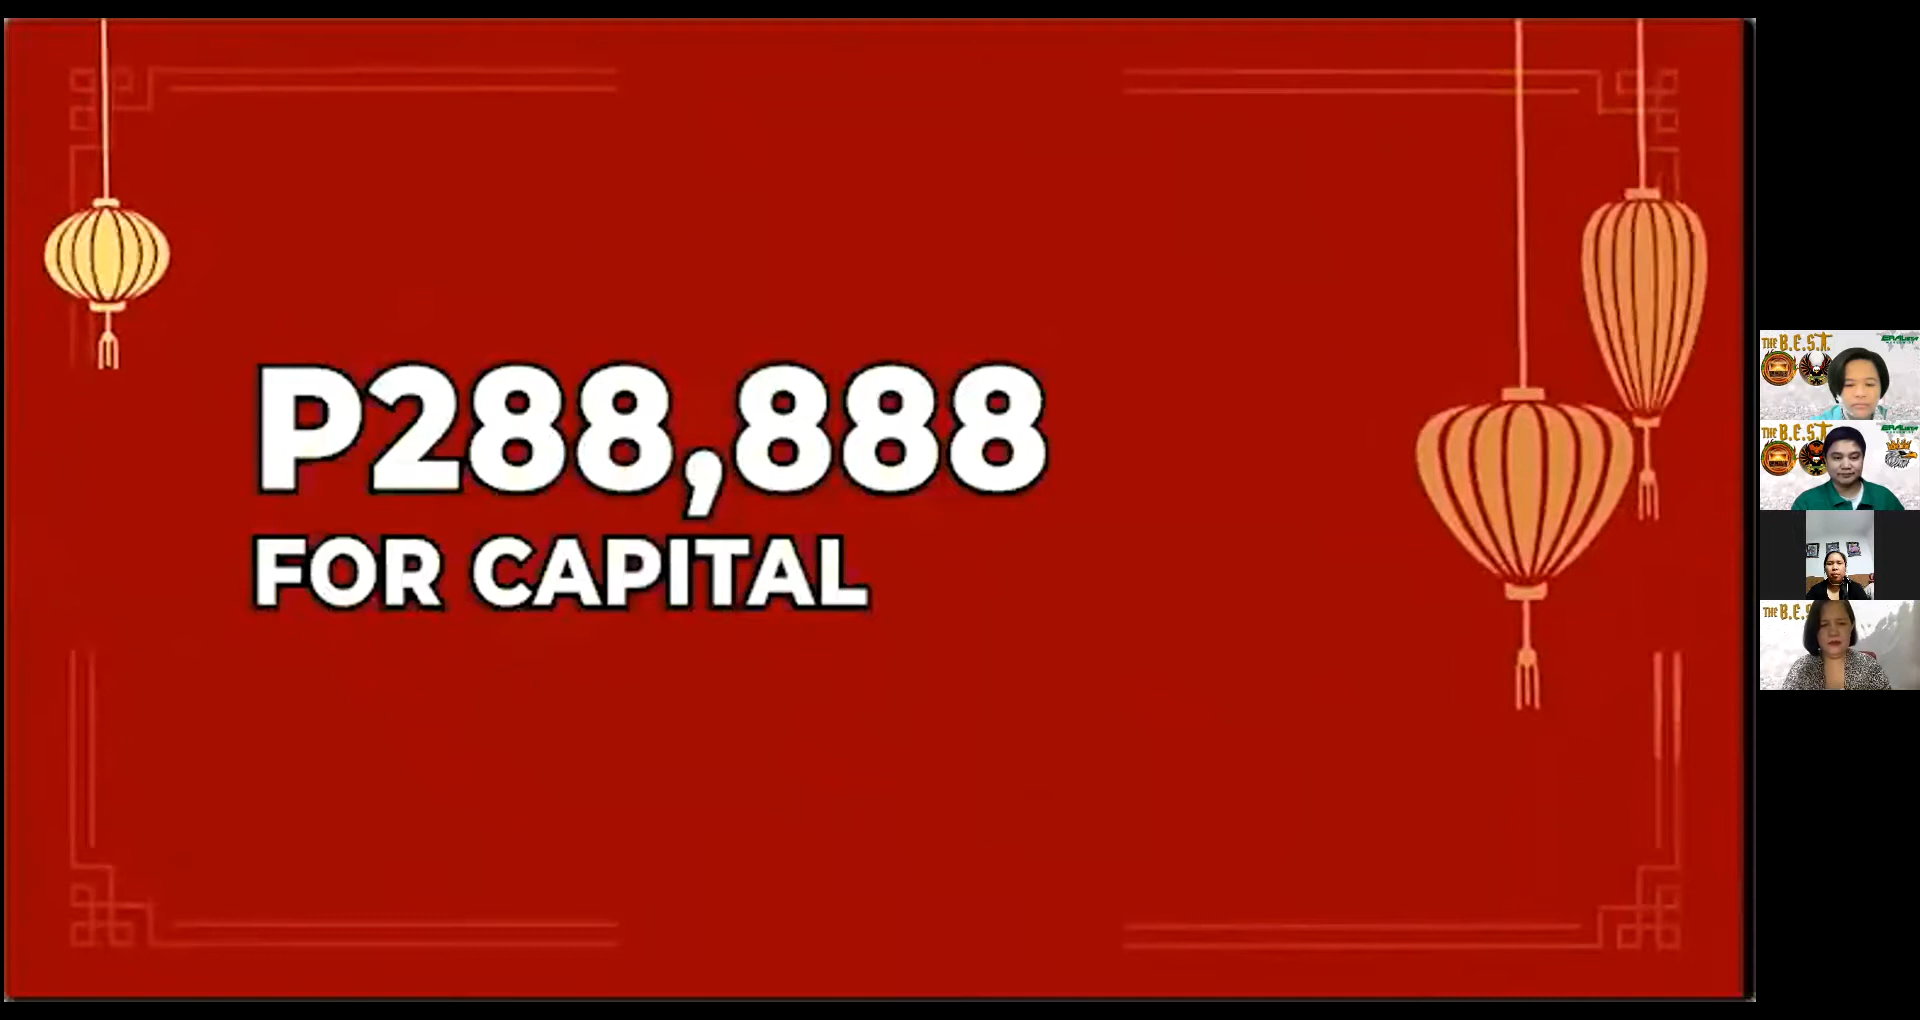 P288,888
FOR CAPITAL
THE B.E.S.T.
THE B.E.S.T.
THE B.E.S